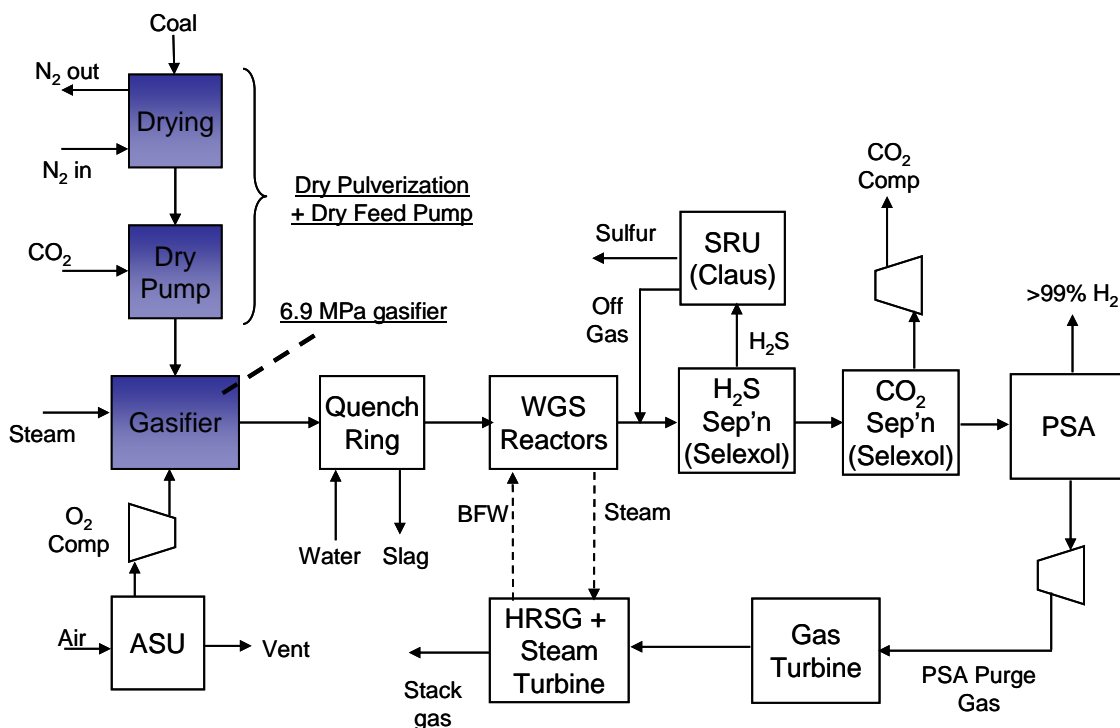 Coal
N₂ out
Drying
N₂ in
Dry Pulverization
+ Dry Feed Pump
CO₂
Dry
Pump
6.9 MPa gasifier
CO₂
Comp
Sulfur
SRU
(Claus)
>99% H₂
Off
Gas
H₂S
Steam
Gasifier
Quench
Ring
WGS
Reactors
H₂S
Sep'n
(Selexol)
CO₂
Sep'n
(Selexol)
PSA
O₂
Comp
Water
Slag
BFW
Steam
Air
ASU
Vent
Stack
gas
HRSG +
Steam
Turbine
Gas
Turbine
PSA Purge
Gas